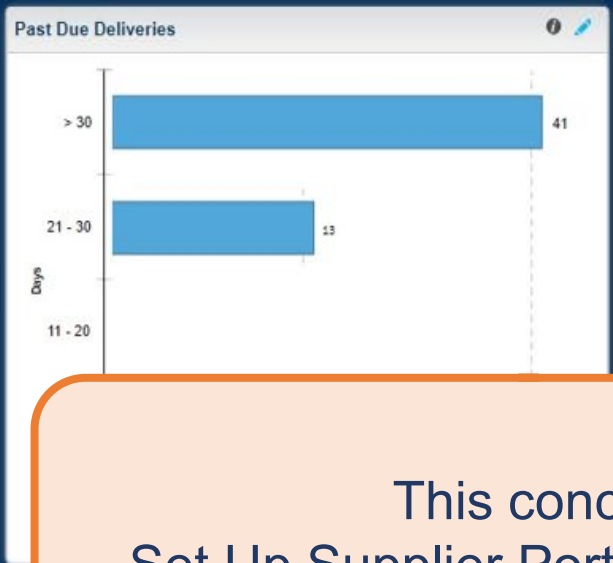 Past Due Deliveries
> 30
41
21 - 30
13
Days
11 - 20
This conc
Set Up Supplier Port